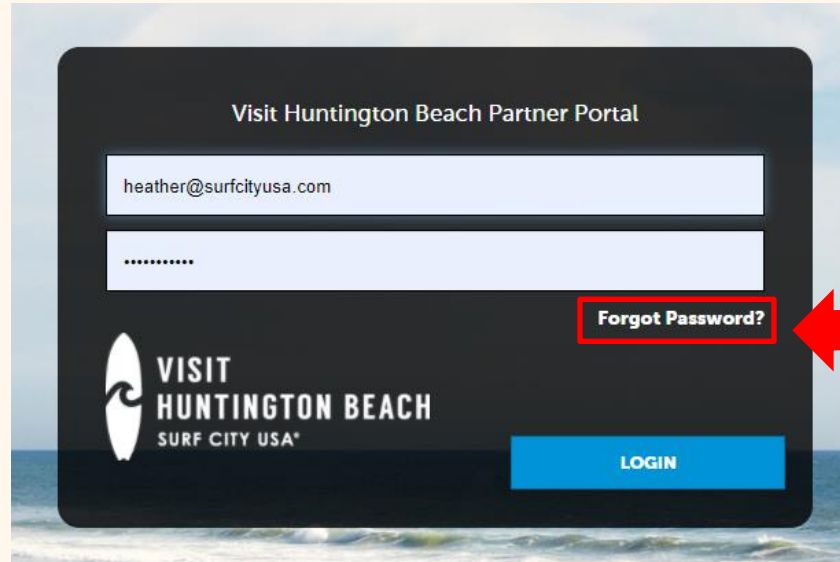 Visit Huntington Beach Partner Portal
heather@surfcityusa.com
•••••••••••
Forgot Password?
VISIT
HUNTINGTON BEACH
SURF CITY USA®
LOGIN